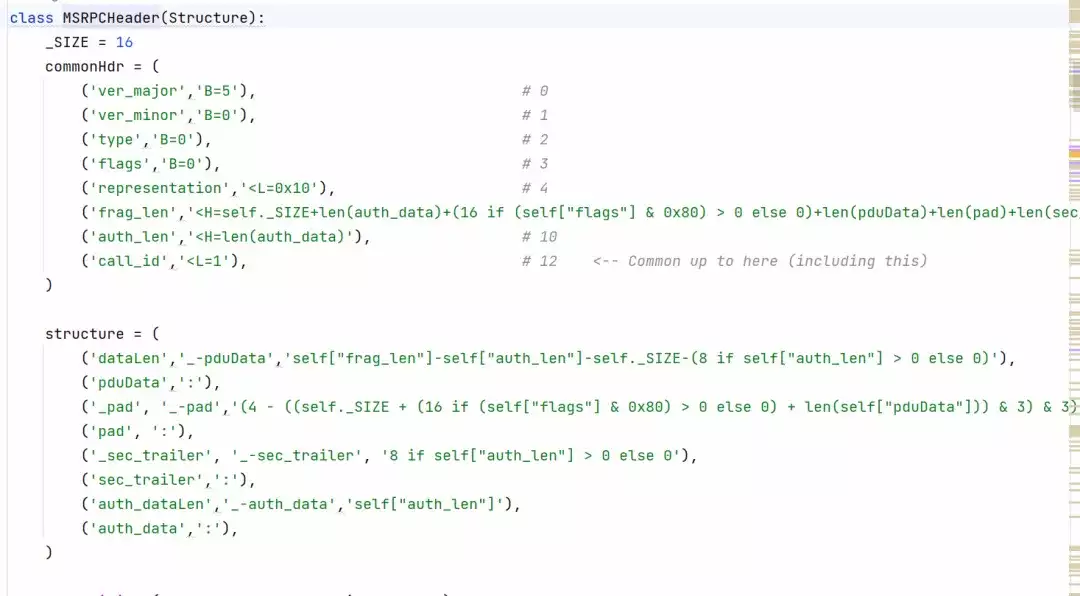 class MSRPCHeader(Structure):
    _SIZE = 16
    commonHdr = (
        ('ver_major','B=5'),                              # 0
        ('ver_minor','B=0'),                              # 1
        ('type','B=0'),                                   # 2
        ('flags','B=0'),                                  # 3
        ('representation','<L=0x10'),                     # 4
        ('frag_len','<H=self._SIZE+len(auth_data)+(16 if (self["flags"] & 0x80) > 0 else 0)+len(pduData)+len(pad)+len(sec
        ('auth_len','<H=len(auth_data)'),                 # 10
        ('call_id','<L=1'),                               # 12    <-- Common up to here (including this)
    )
    structure = (
        ('dataLen','_-pduData','self["frag_len"]-self["auth_len"]-self._SIZE-(8 if self["auth_len"] > 0 else 0)'),
        ('pduData',':'),
        ('_pad', '_-pad','(4 - ((self._SIZE + (16 if (self["flags"] & 0x80) > 0 else 0) + len(self["pduData"])) & 3) & 3)
        ('pad', ':'),
        ('_sec_trailer', '_-sec_trailer', '8 if self["auth_len"] > 0 else 0'),
        ('sec_trailer',':'),
        ('auth_dataLen','_-auth_data','self["auth_len"]'),
        ('auth_data',':'),
    )